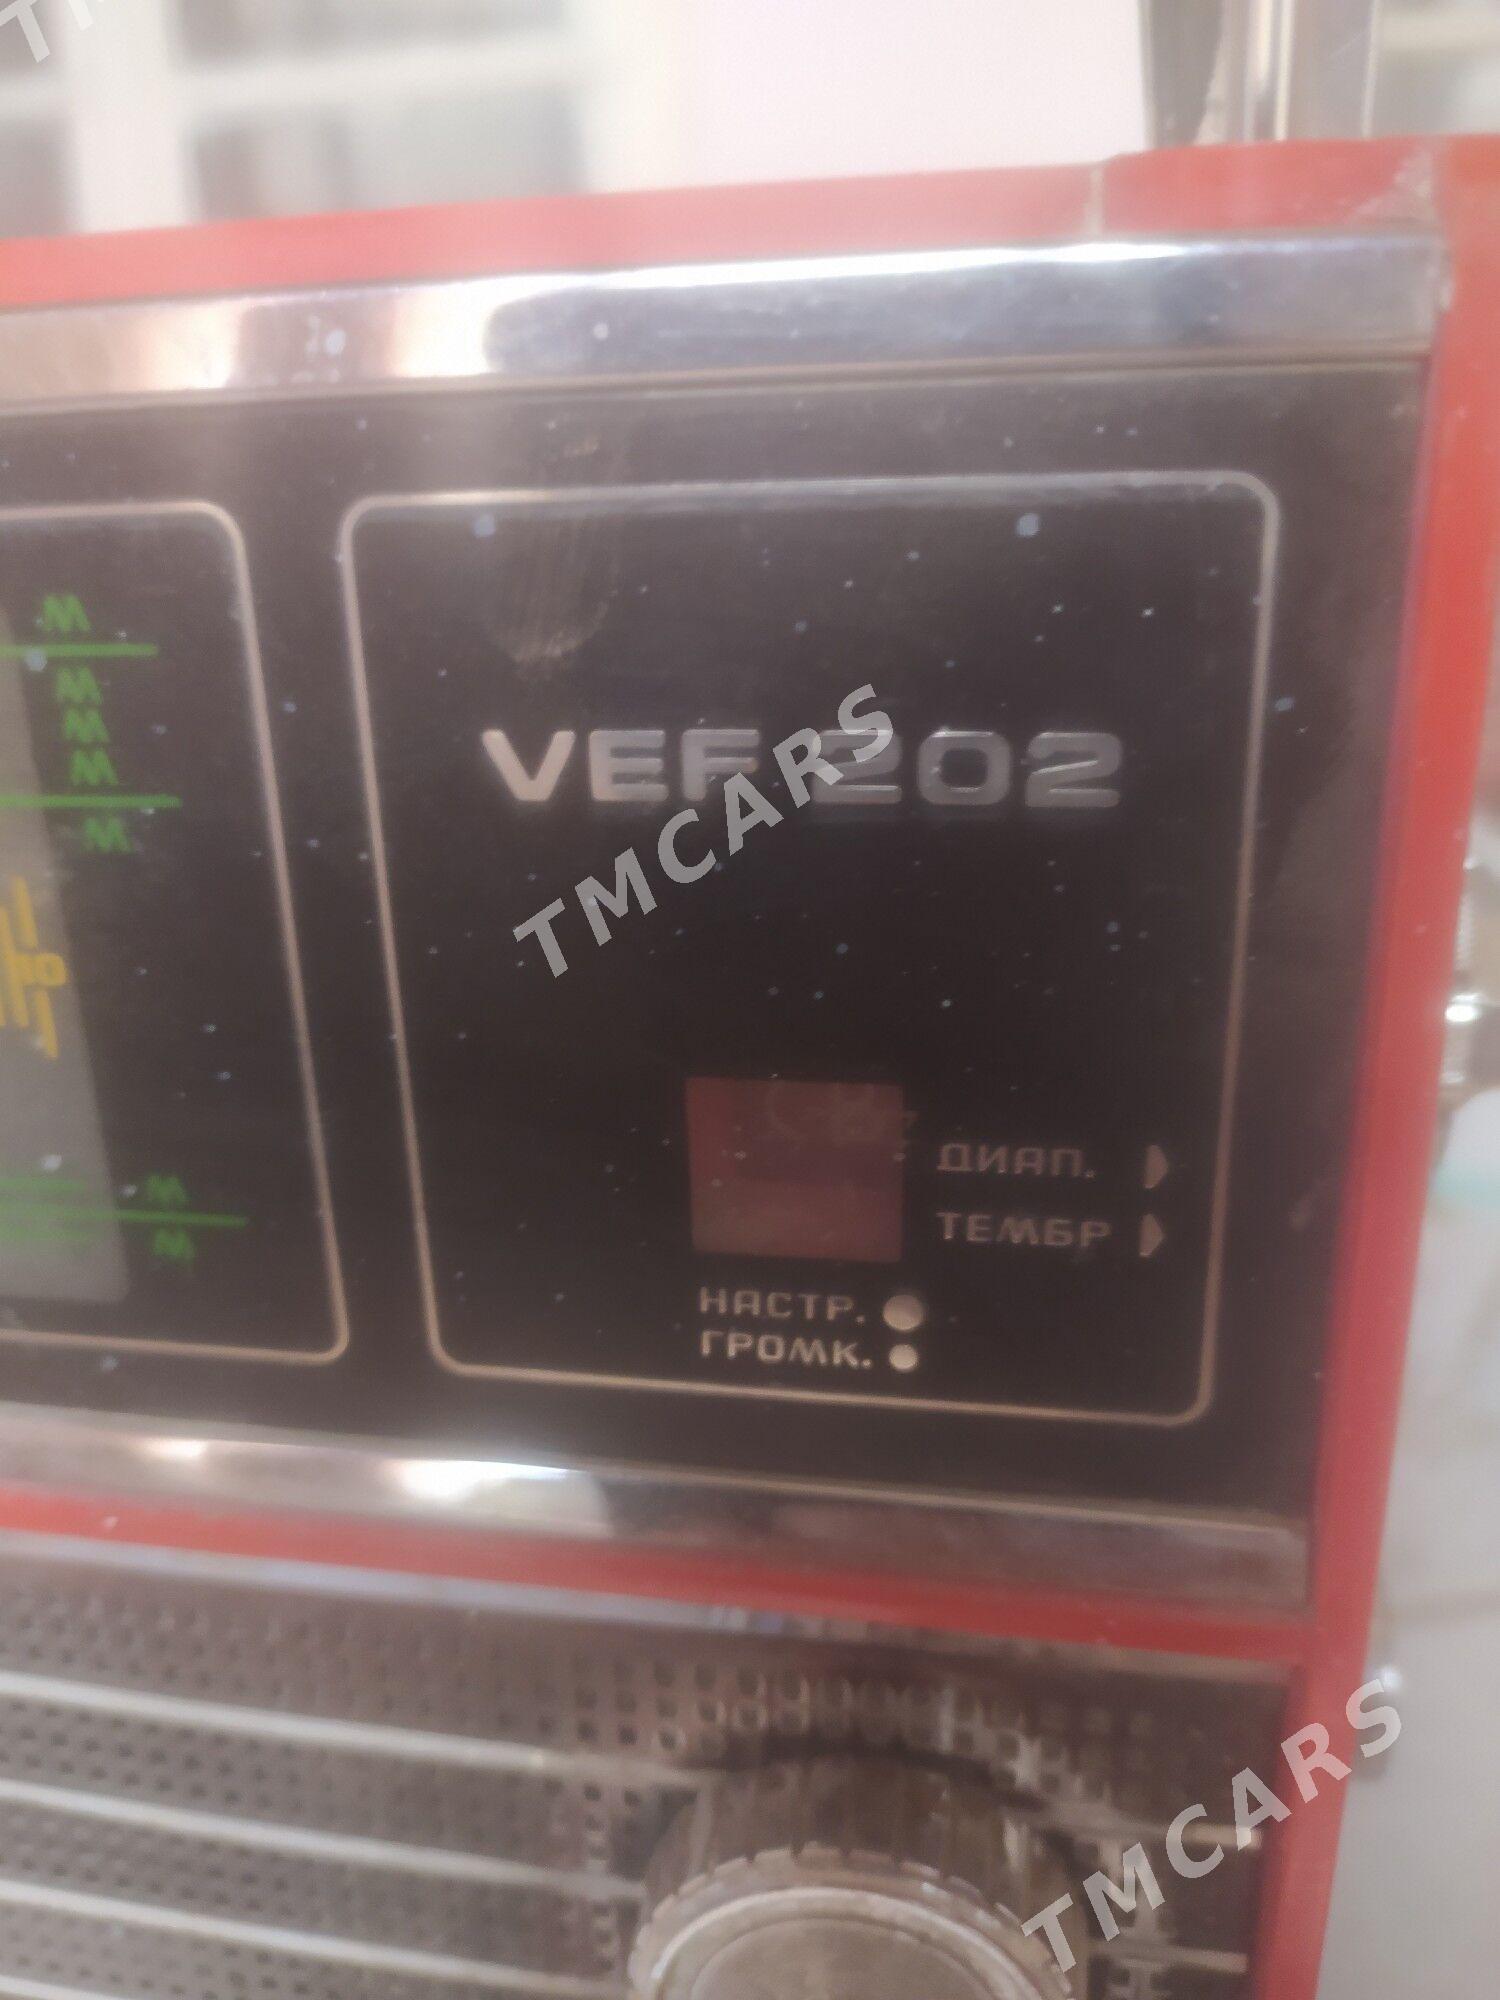 м
VEF 202
м
м
м
м
м
м
ДИАП.
ТЕМБР
НАСТР.
ГРОМК.
TMCARS
TMCARS